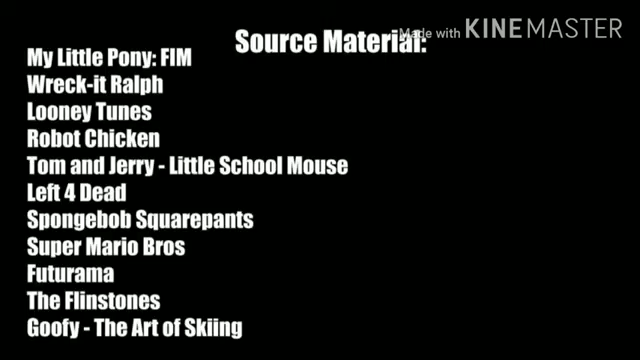 Made with KINEMASTER
Source Material:
My Little Pony: FIM
Wreck-it Ralph
Looney Tunes
Robot Chicken
Tom and Jerry - Little School Mouse
Left 4 Dead
Spongebob Squarepants
Super Mario Bros
Futurama
The Flinstones
Goofy - The Art of Skiing